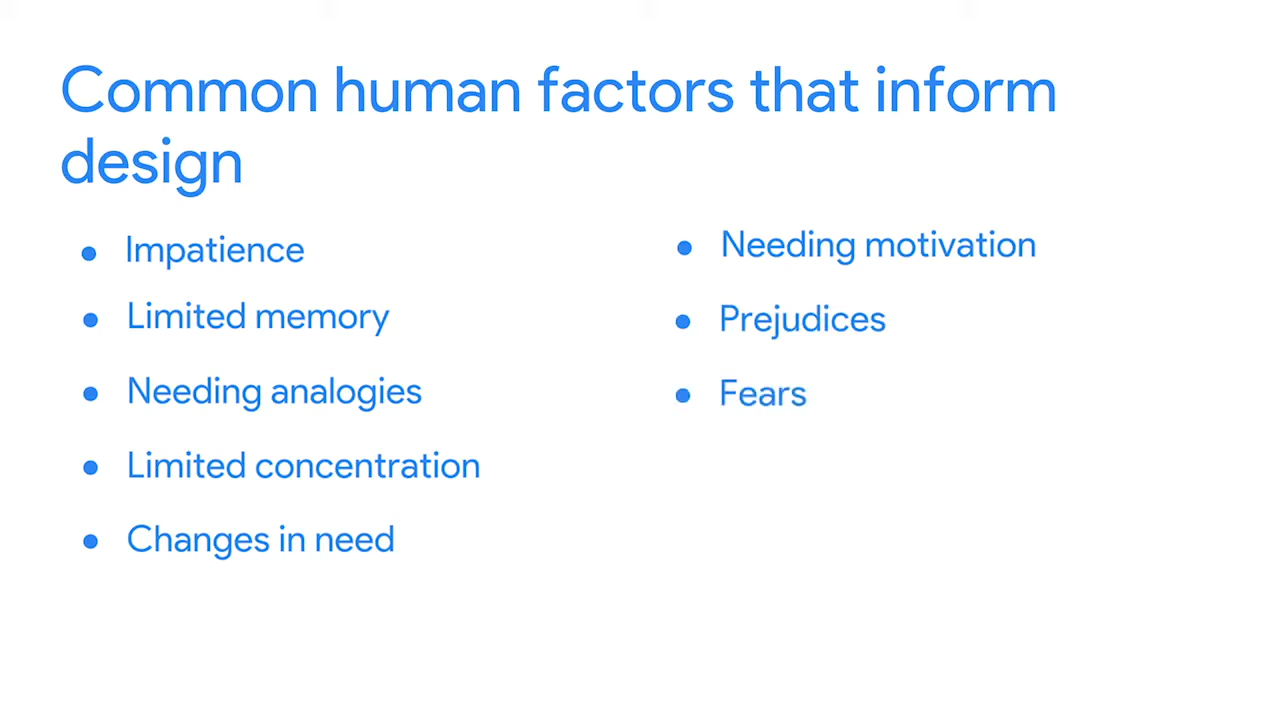 Common human factors that inform
design
● Impatience
● Limited memory
● Needing analogies
● Limited concentration
● Changes in need
● Needing motivation
● Prejudices
● Fears